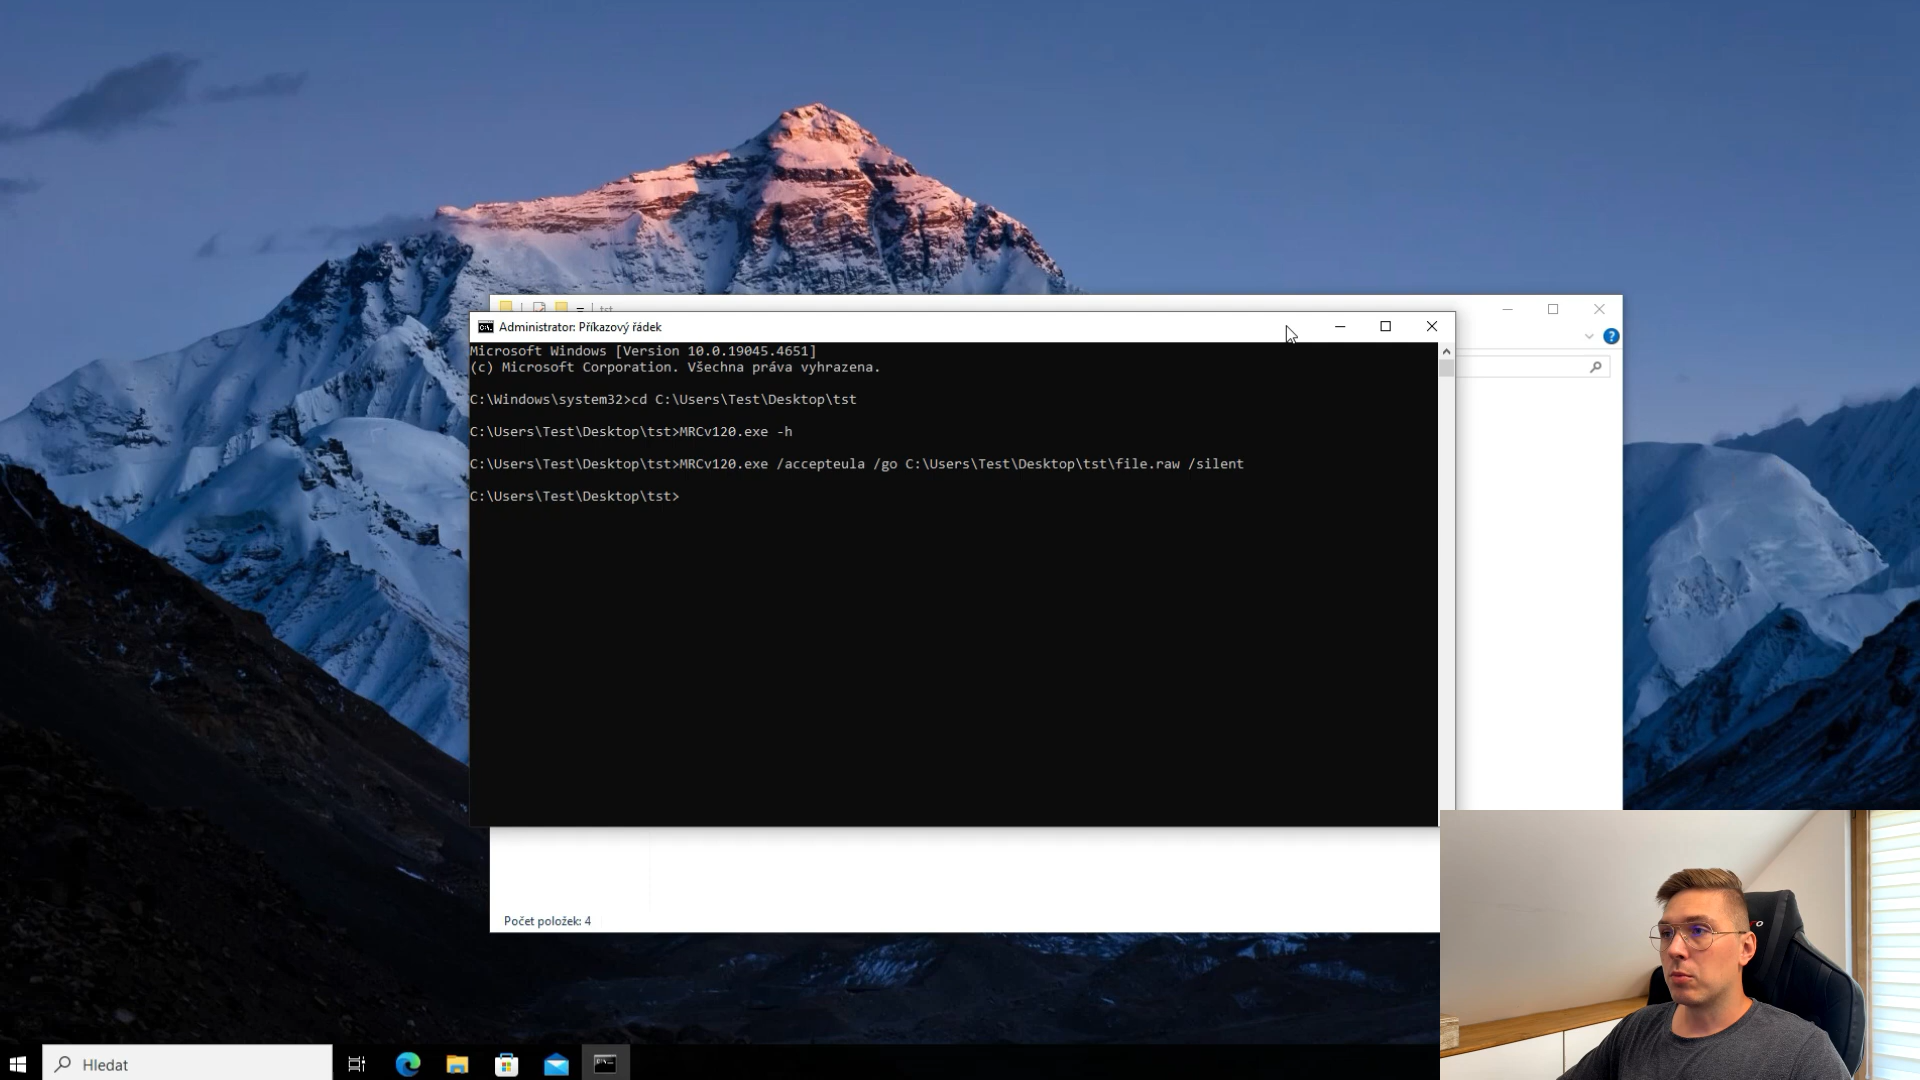 tst
Administrator: Příkazový řádek
Microsoft Windows [Version 10.0.19045.4651]
(c) Microsoft Corporation. Všechna práva vyhrazena.
C:\Windows\system32>cd C:\Users\Test\Desktop\tst
C:\Users\Test\Desktop\tst>MRCv120.exe -h
C:\Users\Test\Desktop\tst>MRCv120.exe /accepteula /go C:\Users\Test\Desktop\tst\file.raw /silent
C:\Users\Test\Desktop\tst>
Počet položek: 4
Hledat